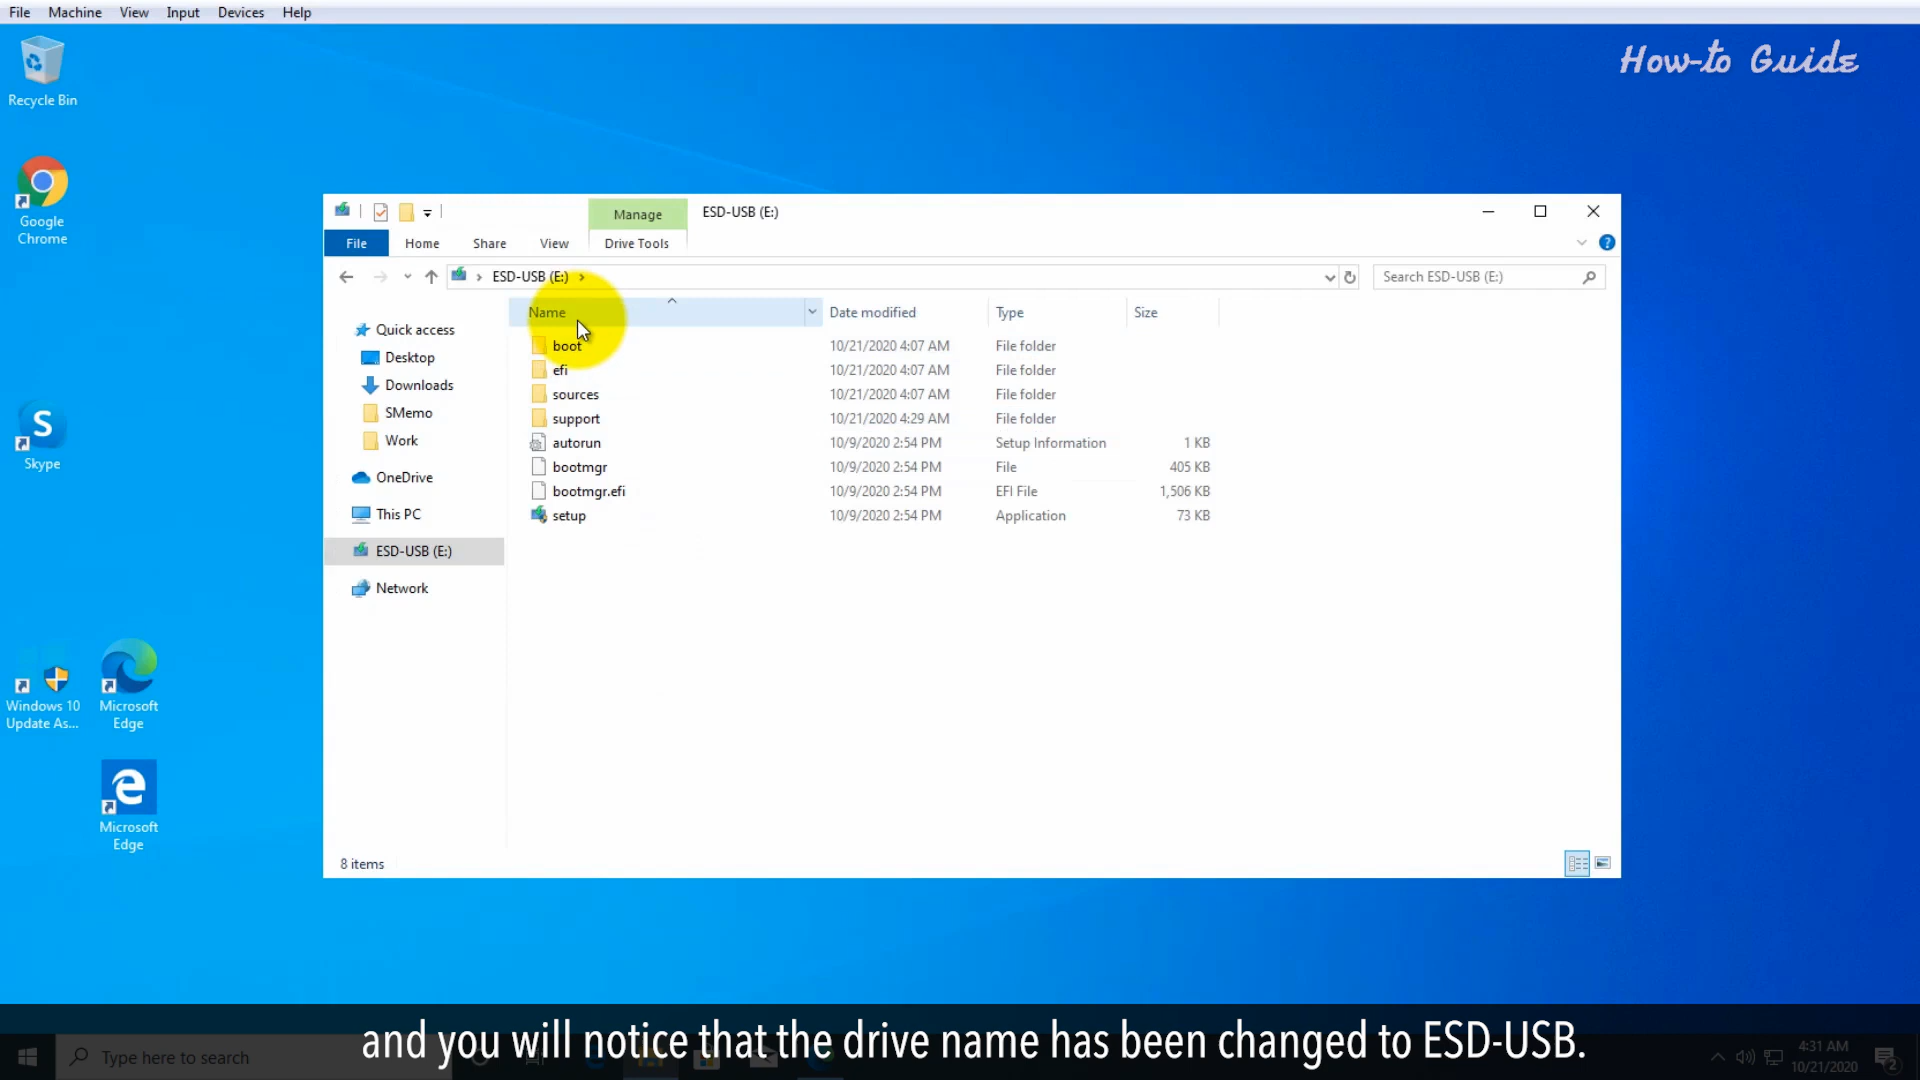 File Machine View Input Devices Help
How-to Guide
Recycle Bin
Google
Chrome
Skype
Windows 10
Update As...
Microsoft
Edge
Microsoft
Edge
Manage
ESD-USB (E:)
File Home Share View Drive Tools
ESD-USB (E:)
Search ESD-USB (E:)
Quick access
Desktop
Downloads
SMemo
Work
OneDrive
This PC
ESD-USB (E:)
Network
Name Date modified Type Size
boot 10/21/2020 4:07 AM File folder
efi 10/21/2020 4:07 AM File folder
sources 10/21/2020 4:07 AM File folder
support 10/21/2020 4:29 AM File folder
autorun 10/9/2020 2:54 PM Setup Information 1 KB
bootmgr 10/9/2020 2:54 PM File 405 KB
bootmgr.efi 10/9/2020 2:54 PM EFI File 1,506 KB
setup 10/9/2020 2:54 PM Application 73 KB
8 items
and you will notice that the drive name has been changed to ESD-USB.
Type here to search
4:31 AM
10/21/2020
2